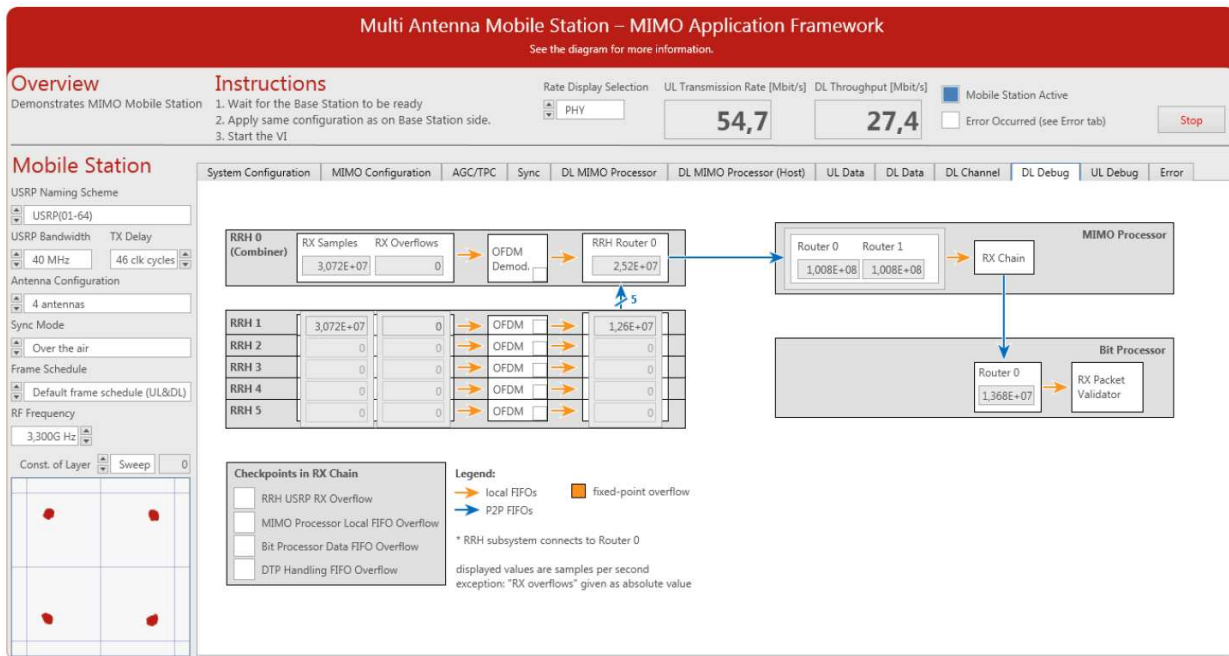 Multi Antenna Mobile Station – MIMO Application Framework
See the diagram for more information.
Overview
Demonstrates MIMO Mobile Station
Instructions
1. Wait for the Base Station to be ready
2. Apply same configuration as on Base Station side.
3. Start the VI
Rate Display Selection
PHY
UL Transmission Rate [Mbit/s]
54,7
DL Throughput [Mbit/s]
27,4
Mobile Station Active
Error Occurred (see Error tab)
Stop
Mobile Station
USRP Naming Scheme
USRP(01-64)
USRP Bandwidth TX Delay
40 MHz 46 clk cycles
Antenna Configuration
4 antennas
Sync Mode
Over the air
Frame Schedule
Default frame schedule (UL&DL)
RF Frequency
3,300G Hz
Const. of Layer Sweep 0
System Configuration MIMO Configuration AGC/TPC Sync DL MIMO Processor DL MIMO Processor (Host) UL Data DL Data DL Channel DL Debug UL Debug Error
RRH 0
(Combiner)
RX Samples RX Overflows
3,072E+07 0
OFDM
Demod.
RRH Router 0
2,52E+07
5
RRH 1 3,072E+07 0 OFDM 1,26E+07
RRH 2 0 0 OFDM 0
RRH 3 0 0 OFDM 0
RRH 4 0 0 OFDM 0
RRH 5 0 0 OFDM 0
MIMO Processor
Router 0 Router 1
1,008E+08 1,008E+08
RX Chain
Bit Processor
Router 0
1,368E+07
RX Packet
Validator
Checkpoints in RX Chain
RRH USRP RX Overflow
MIMO Processor Local FIFO Overflow
Bit Processor Data FIFO Overflow
DTP Handling FIFO Overflow
Legend:
local FIFOs fixed-point overflow
P2P FIFOs
* RRH subsystem connects to Router 0
displayed values are samples per second
exception: "RX overflows" given as absolute value